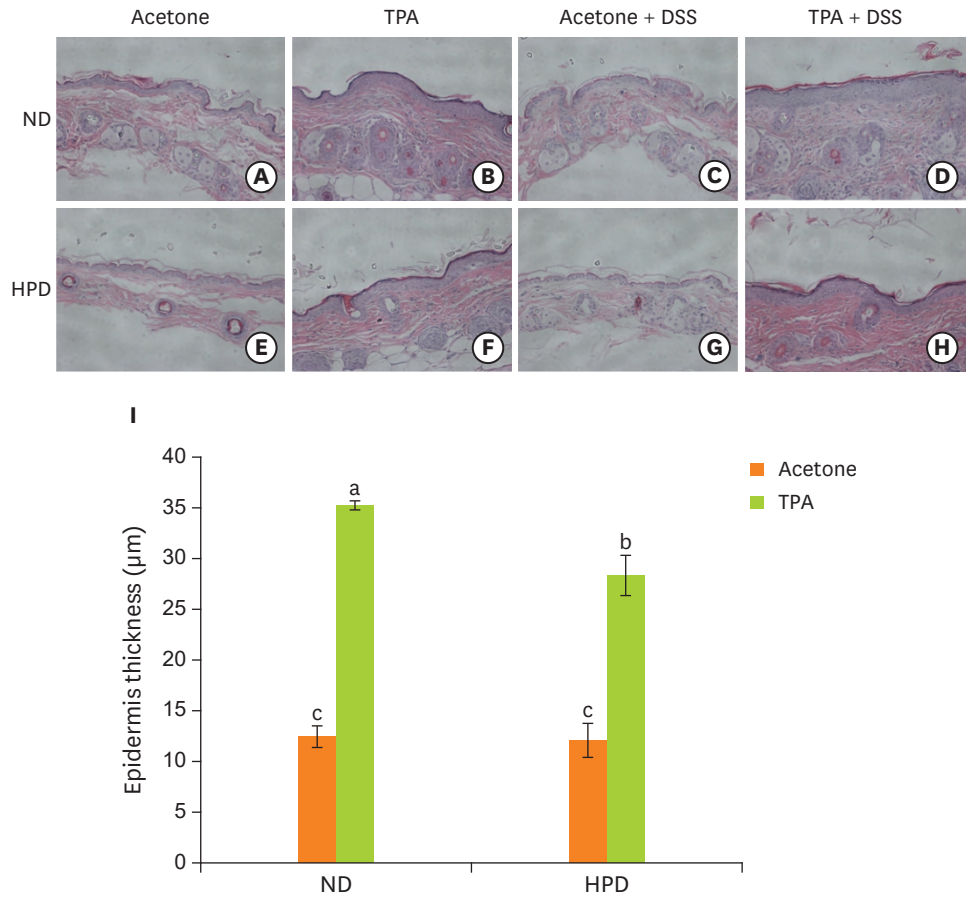 Acetone TPA Acetone + DSS TPA + DSS
ND
A B C D
HPD
E F G H
I
Epidermis thickness (μm)
40
35
30
25
20
15
10
5
0
a
b
c
c
ND HPD
Acetone
TPA